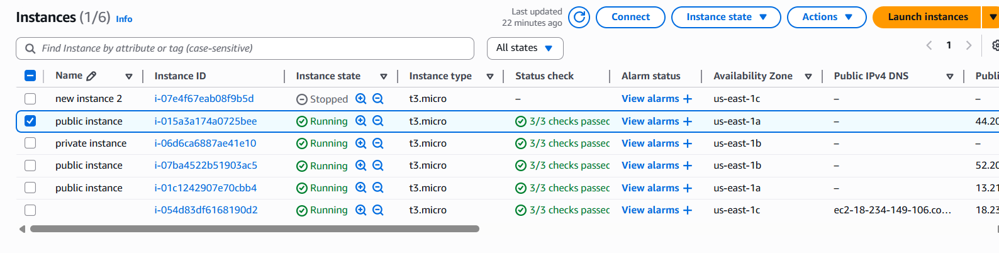 Instances (1/6) Info
Last updated
22 minutes ago
Connect
Instance state
Actions
Launch instances
Find Instance by attribute or tag (case-sensitive)
All states
1
Name Instance ID Instance state Instance type Status check Alarm status Availability Zone Public IPv4 DNS Publi
new instance 2 i-07e4f67eab08f9b5d Stopped t3.micro – View alarms + us-east-1c – –
public instance i-015a3a174a0725bee Running t3.micro 3/3 checks passec View alarms + us-east-1a – 44.20
private instance i-06d6ca6887ae41e10 Running t3.micro 3/3 checks passec View alarms + us-east-1b – –
public instance i-07ba4522b51903ac5 Running t3.micro 3/3 checks passec View alarms + us-east-1b – 52.20
public instance i-01c1242907e70cbb4 Running t3.micro 3/3 checks passec View alarms + us-east-1a – 13.21
i-054d83df6168190d2 Running t3.micro 3/3 checks passec View alarms + us-east-1c ec2-18-234-149-106.co... 18.23